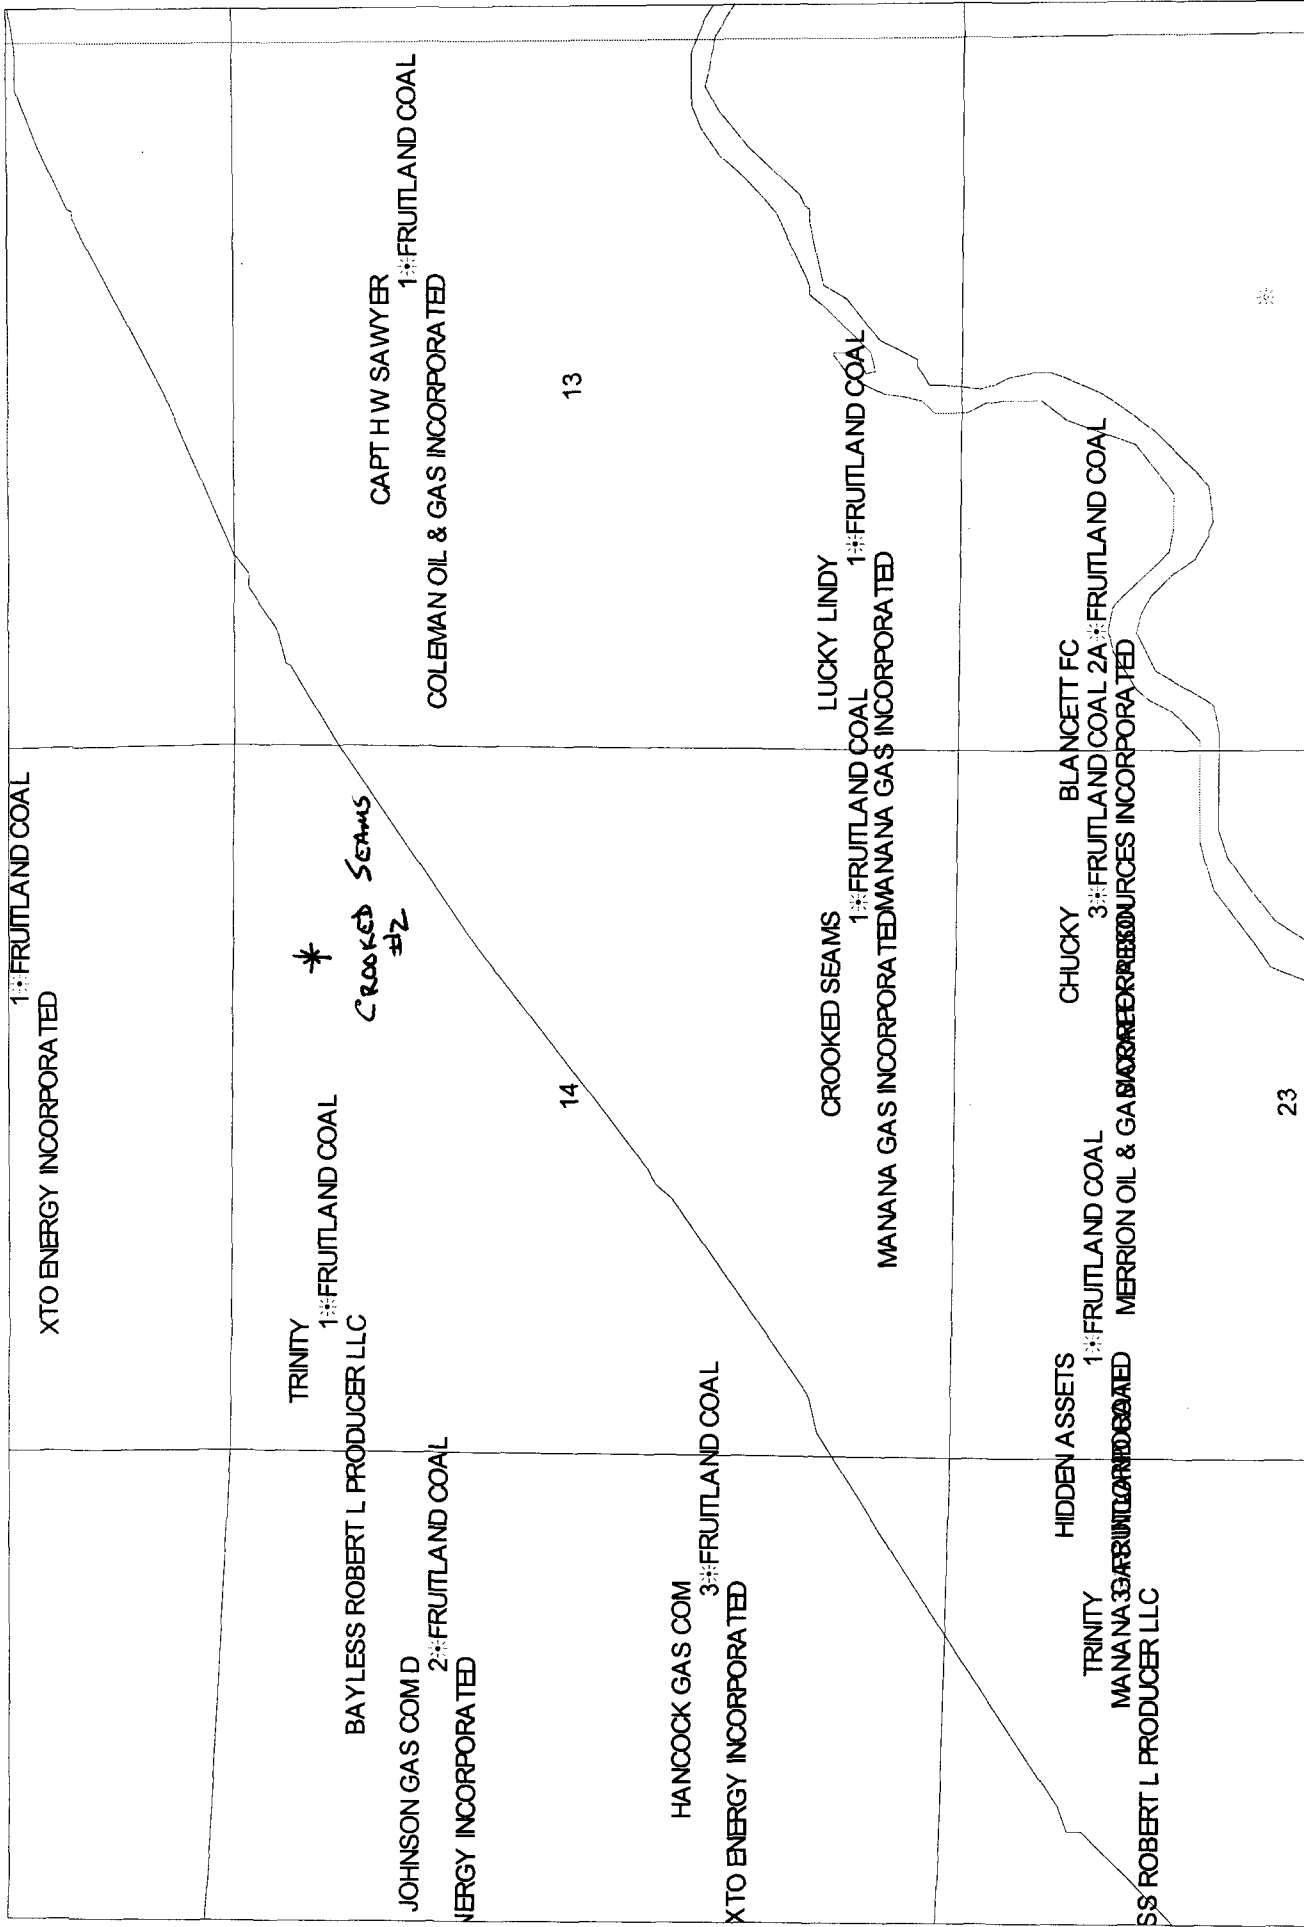 1 FRUITLAND COAL
XTO ENERGY INCORPORATED
TRINITY
1 FRUITLAND COAL
BAYLESS ROBERT L PRODUCER LLC
*
CROOKED SEAMS
#2
CAPT H W SAWYER
1 FRUITLAND COAL
COLEMAN OIL & GAS INCORPORATED
JOHNSON GAS COM D
2 FRUITLAND COAL
NERGY INCORPORATED
14
13
HANCOCK GAS COM
3 FRUITLAND COAL
XTO ENERGY INCORPORATED
CROOKED SEAMS
1 FRUITLAND COAL
MANANA GAS INCORPORATED
LUCKY LINDY
1 FRUITLAND COAL
MANANA GAS INCORPORATED
HIDDEN ASSETS
1 FRUITLAND COAL
MANANA
CHUCKY
3 FRUITLAND COAL
MERRION OIL & GAS
BLANCETT FC
2A FRUITLAND COAL
RESOURCES INCORPORATED
TRINITY
SS ROBERT L PRODUCER LLC
23